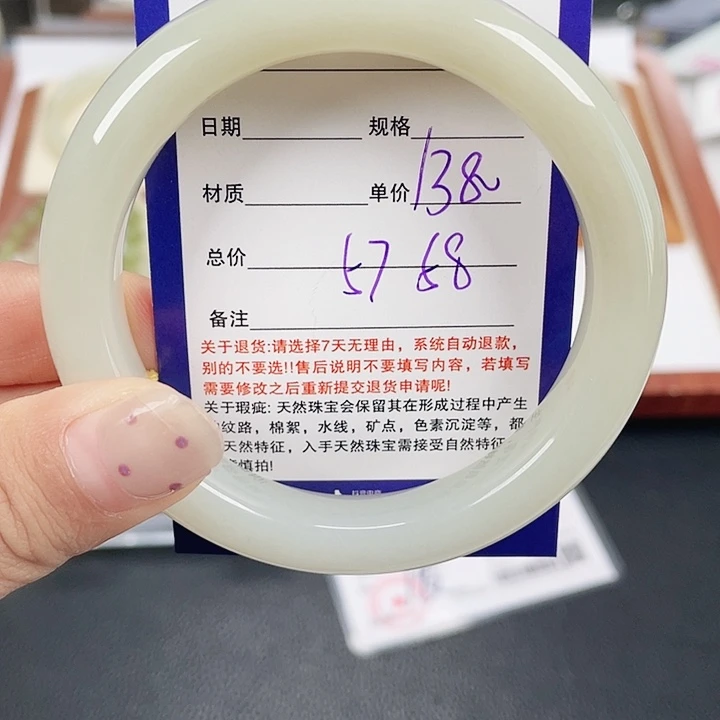 日期 规格
材质 单价 138
总价 5768
备注
关于退货:请选择7天无理由，系统自动退款，
别的不要选!!售后说明不要填写内容，若填写
需要修改之后重新提交退货申请呢!
关于瑕疵: 天然珠宝会保留其在形成过程中产生
纹路，棉絮，水线，矿点，色素沉淀等，都
天然特征，入手天然珠宝需接受自然特征
慎拍!